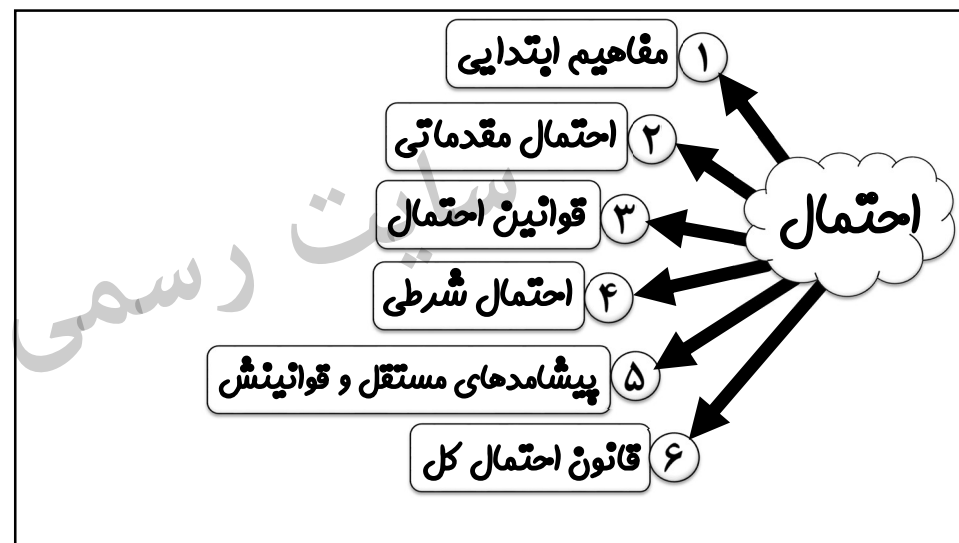 احتمال
۱ مفاهیم ابتدایی
۲ احتمال مقدماتی
۳ قوانین احتمال
۴ احتمال شرطی
۵ پیشامدهای مستقل و قوانینش
۶ قانون احتمال کل
سایت رسمی